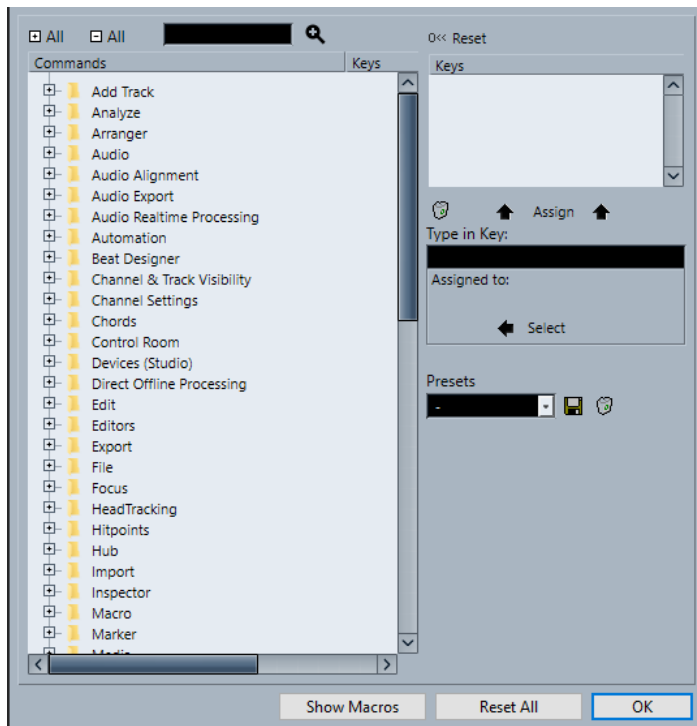 All All
0<< Reset
Commands Keys
Keys
Add Track
Analyze
Arranger
Audio
Audio Alignment
Audio Export
Audio Realtime Processing
Automation
Beat Designer
Channel & Track Visibility
Channel Settings
Chords
Control Room
Devices (Studio)
Direct Offline Processing
Edit
Editors
Export
File
Focus
HeadTracking
Hitpoints
Hub
Import
Inspector
Macro
Marker
Assign
Type in Key:
Assigned to:
Select
Presets
-
Show Macros Reset All OK